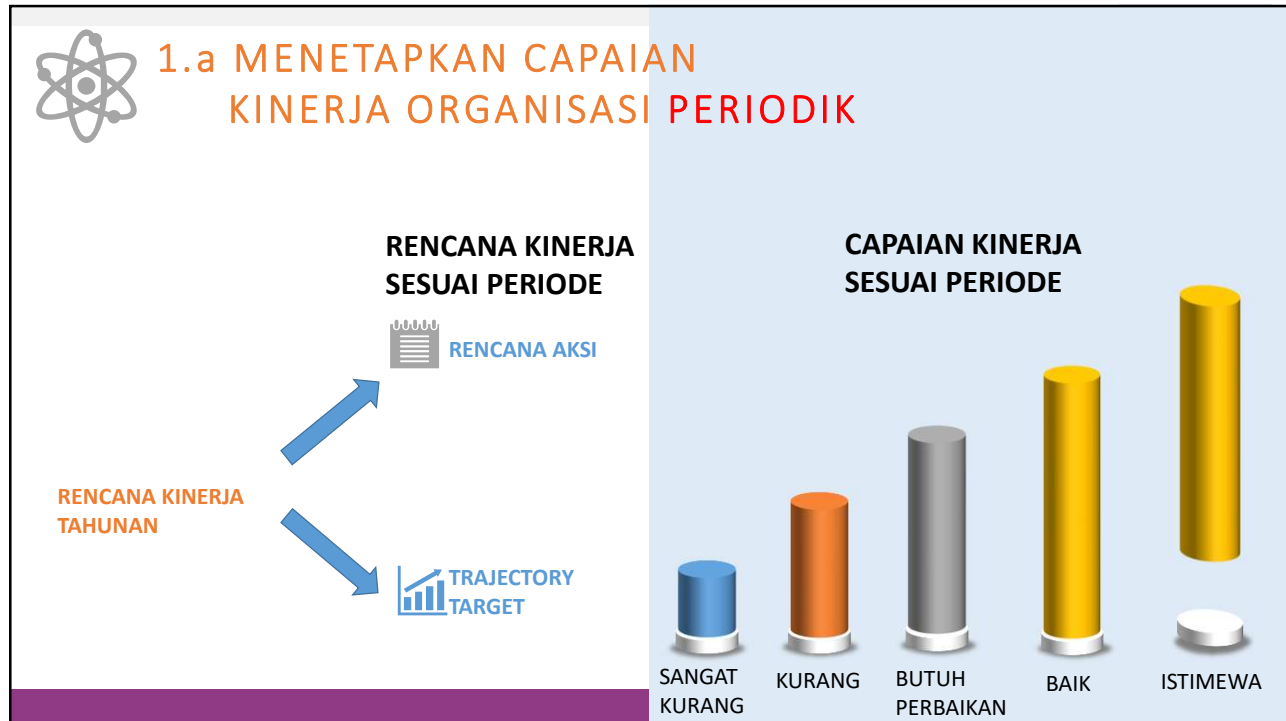 1.a MENETAPKAN CAPAIAN
KINERJA ORGANISASI PERIODIK
RENCANA KINERJA
SESUAI PERIODE
RENCANA AKSI
RENCANA KINERJA
TAHUNAN
TRAJECTORY
TARGET
CAPAIAN KINERJA
SESUAI PERIODE
SANGAT
KURANG
KURANG
BUTUH
PERBAIKAN
BAIK
ISTIMEWA